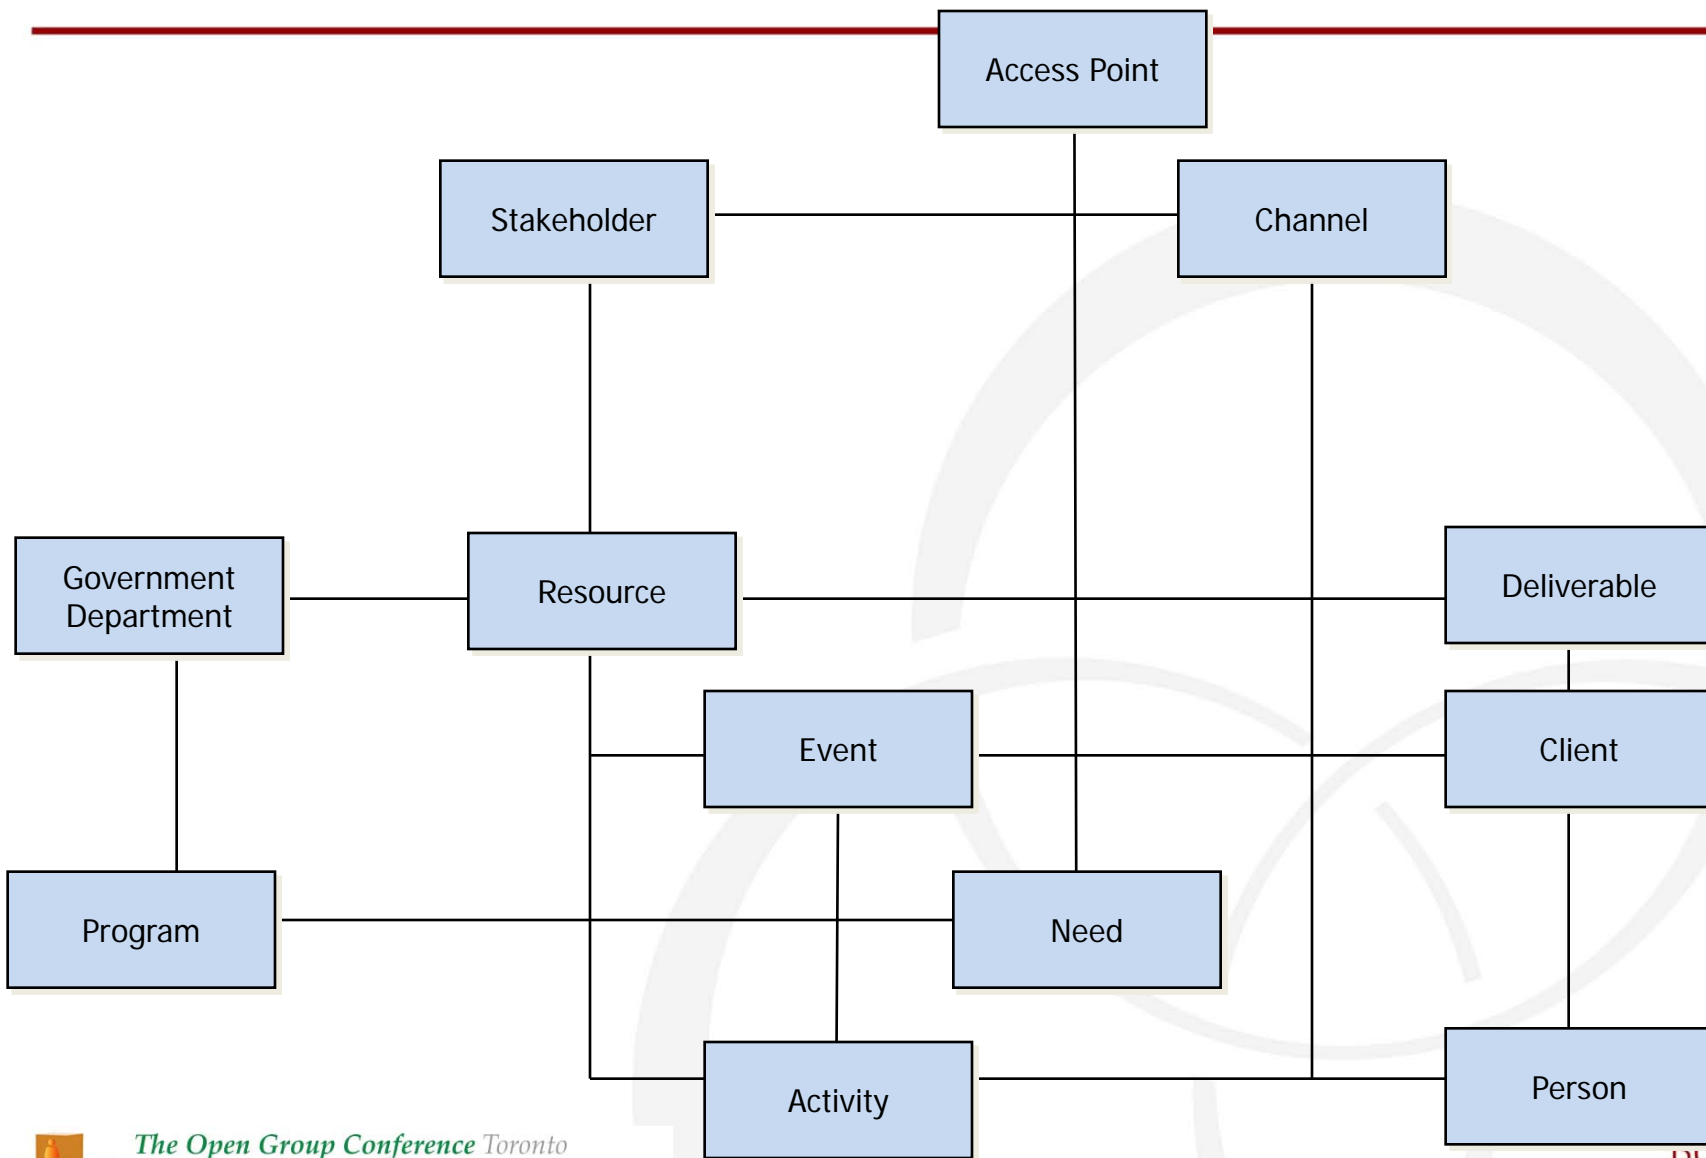 Access Point
Stakeholder
Channel
Government
Department
Resource
Deliverable
Event
Client
Program
Need
Activity
Person
The Open Group Conference Toronto